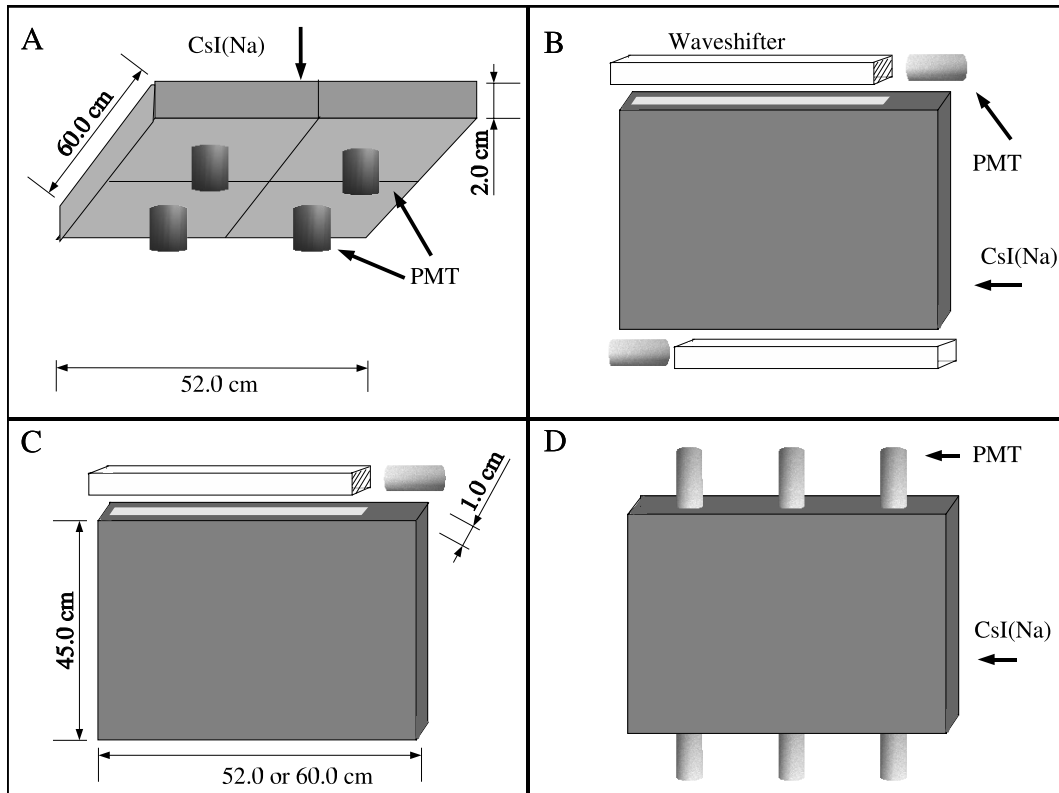 A
CsI(Na)
60.0 cm
2.0 cm
PMT
52.0 cm
B
Waveshifter
PMT
CsI(Na)
C
1.0 cm
45.0 cm
52.0 or 60.0 cm
D
PMT
CsI(Na)